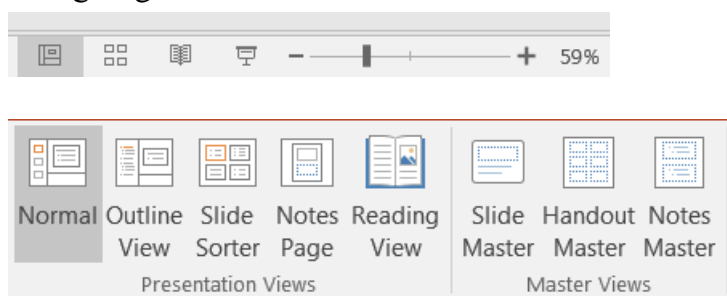 59%
Normal Outline Slide Notes Reading Slide Handout Notes
View Sorter Page View Master Master Master
Presentation Views Master Views